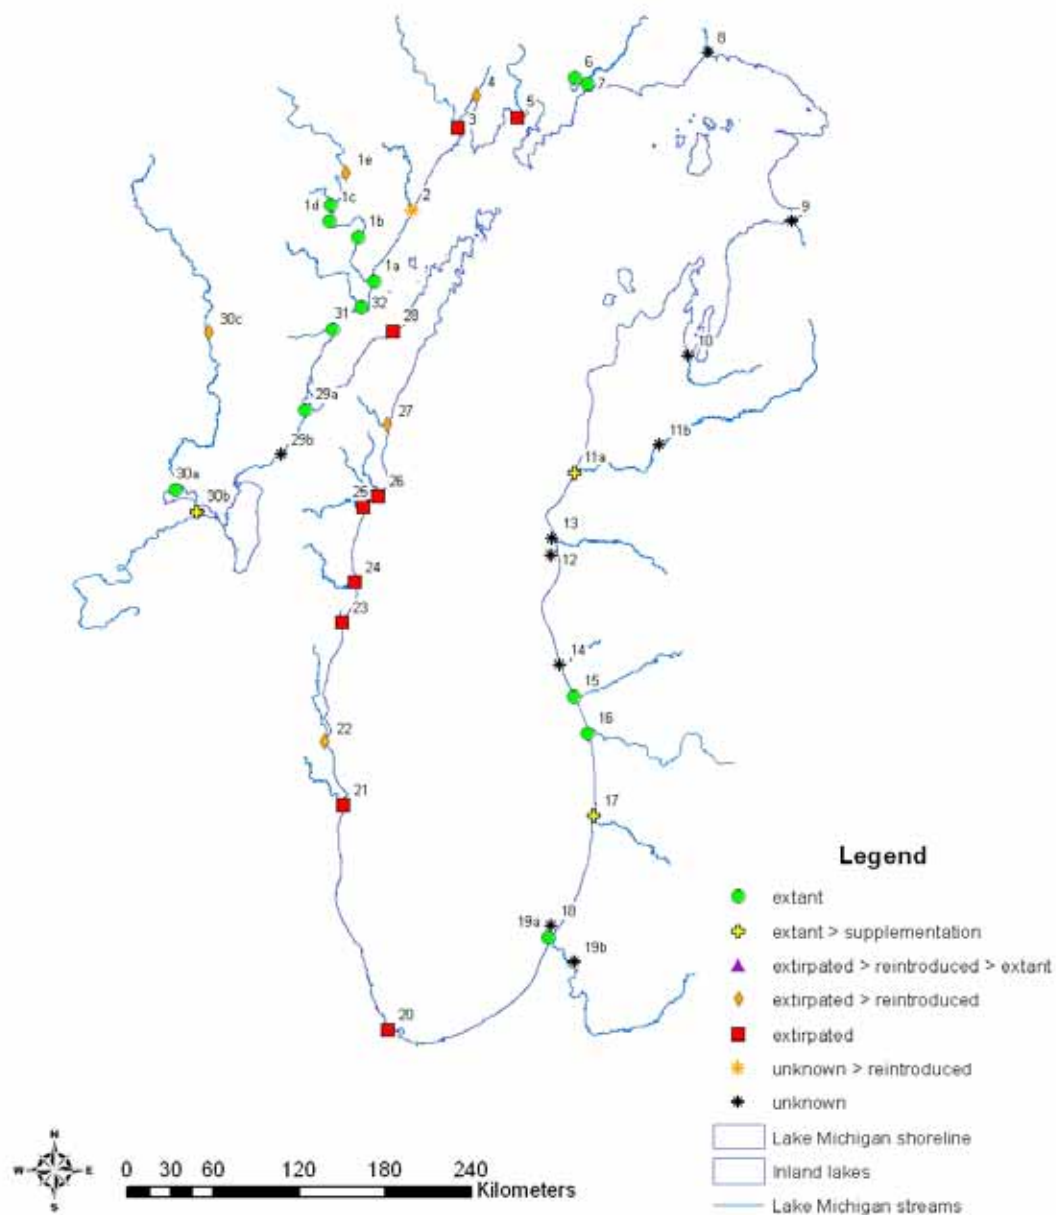 8
6
7
4
5
3
1e
2
1c
1d
1b
9
1a
32
31
28
30c
10
29a
27
29b
11b
11a
30a
26
25
30b
13
12
24
23
14
15
16
22
21
17
Legend
extant
18
19a
extant > supplementation
19b
extirpated > reintroduced > extant
extirpated > reintroduced
20
extirpated
unknown > reintroduced
unknown
N
W E
S
0 30 60 120 180 240
Kilometers
Lake Michigan shoreline
Inland lakes
Lake Michigan streams